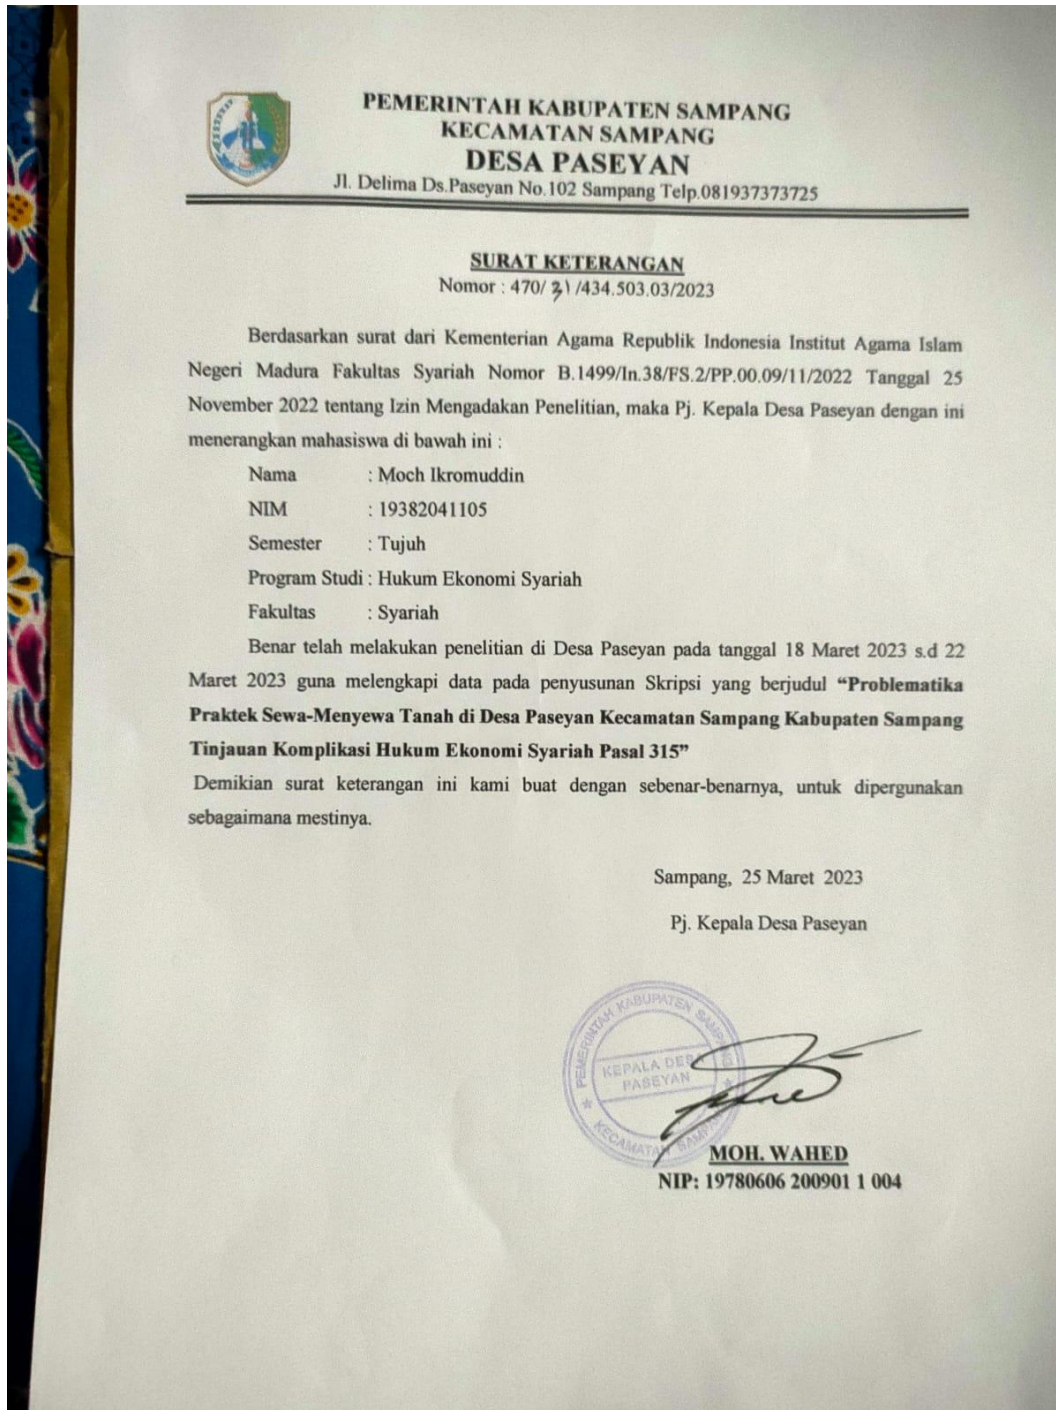 PEMERINTAH KABUPATEN SAMPANG
KECAMATAN SAMPANG
DESA PASEYAN
Jl. Delima Ds.Paseyan No.102 Sampang Telp.081937373725
SURAT KETERANGAN
Nomor : 470/ 31 /434.503.03/2023
Berdasarkan surat dari Kementerian Agama Republik Indonesia Institut Agama Islam
Negeri Madura Fakultas Syariah Nomor B.1499/In.38/FS.2/PP.00.09/11/2022 Tanggal 25
November 2022 tentang Izin Mengadakan Penelitian, maka Pj. Kepala Desa Paseyan dengan ini
menerangkan mahasiswa di bawah ini :
Nama : Moch Ikromuddin
NIM : 19382041105
Semester : Tujuh
Program Studi : Hukum Ekonomi Syariah
Fakultas : Syariah
Benar telah melakukan penelitian di Desa Paseyan pada tanggal 18 Maret 2023 s.d 22
Maret 2023 guna melengkapi data pada penyusunan Skripsi yang berjudul “Problematika
Praktek Sewa-Menyewa Tanah di Desa Paseyan Kecamatan Sampang Kabupaten Sampang
Tinjauan Komplikasi Hukum Ekonomi Syariah Pasal 315”
Demikian surat keterangan ini kami buat dengan sebenar-benarnya, untuk dipergunakan
sebagaimana mestinya.
Sampang, 25 Maret 2023
Pj. Kepala Desa Paseyan
PEMERINTAH KABUPATEN SAMPANG
KEPALA DESA
PASEYAN
KECAMATAN SAMPANG
MOH. WAHED
NIP: 19780606 200901 1 004